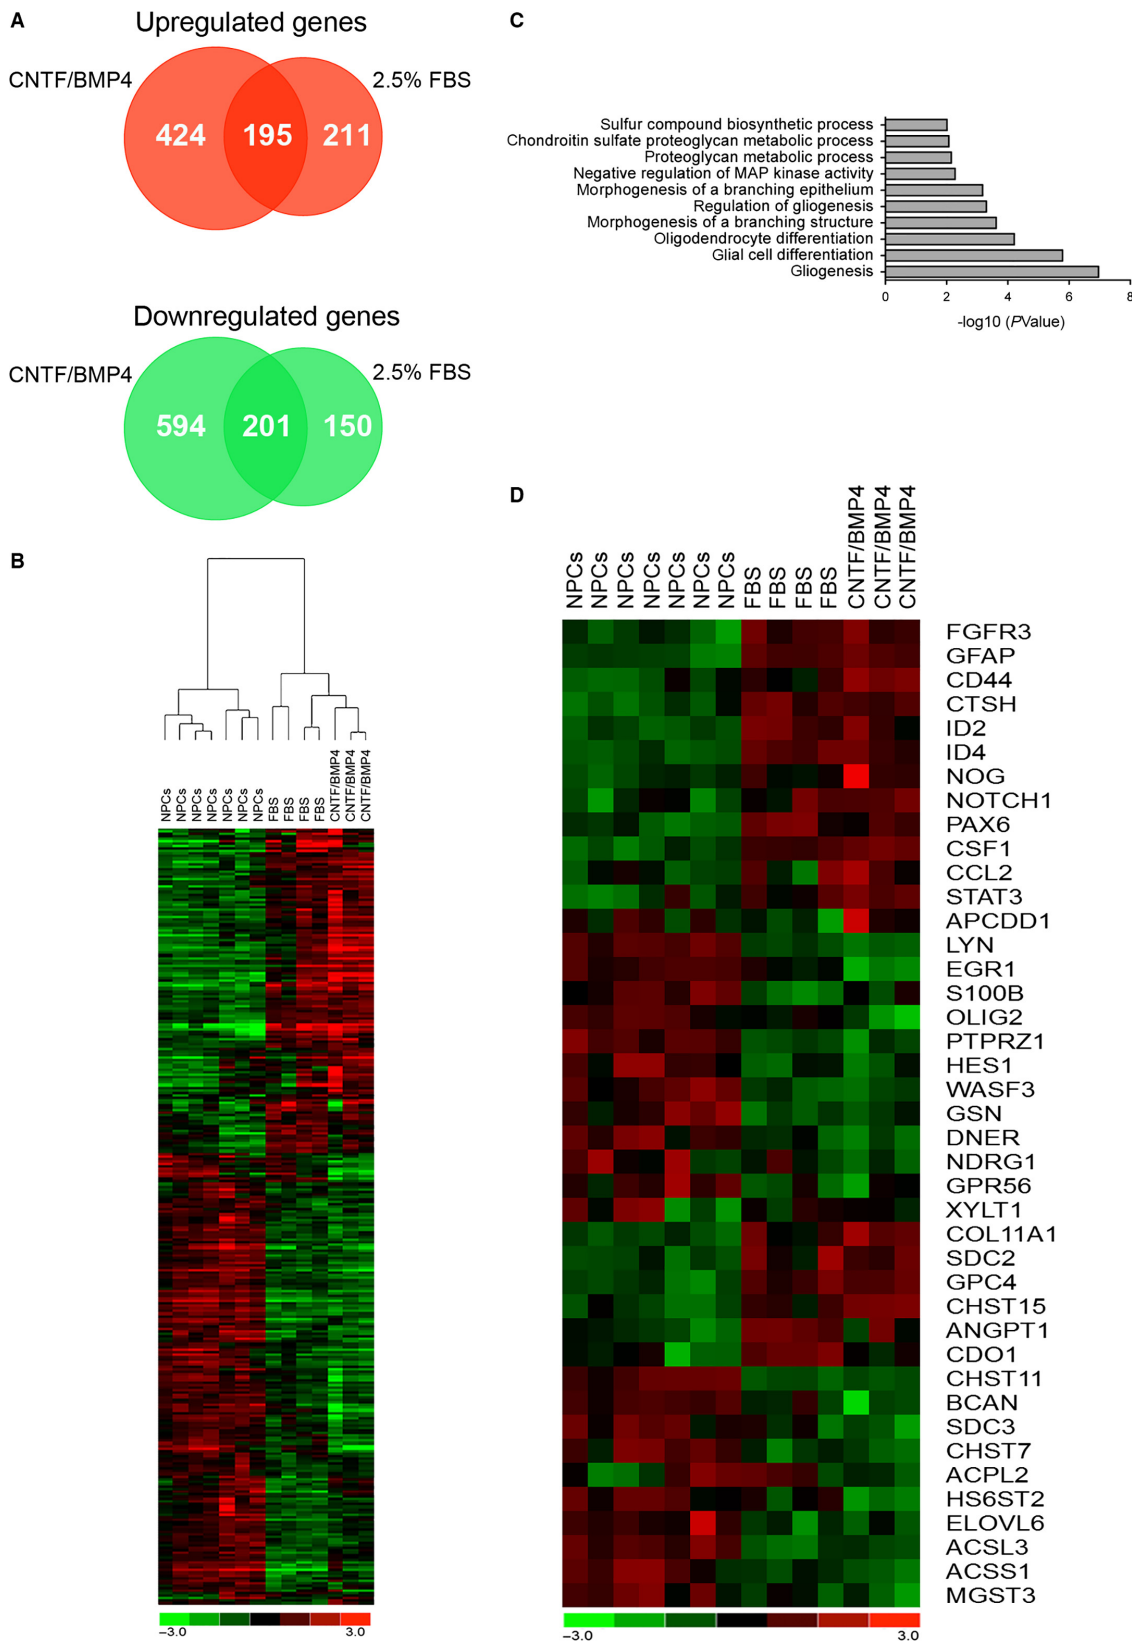 A
Upregulated genes
CNTF/BMP4
2.5% FBS
424
195
211
Downregulated genes
CNTF/BMP4
2.5% FBS
594
201
150
B
NPCs
NPCs
NPCs
NPCs
NPCs
NPCs
NPCs
FBS
FBS
FBS
FBS
CNTF/BMP4
CNTF/BMP4
CNTF/BMP4
-3.0
3.0
C
Sulfur compound biosynthetic process
Chondroitin sulfate proteoglycan metabolic process
Proteoglycan metabolic process
Negative regulation of MAP kinase activity
Morphogenesis of a branching epithelium
Regulation of gliogenesis
Morphogenesis of a branching structure
Oligodendrocyte differentiation
Glial cell differentiation
Gliogenesis
0 2 4 6 8
-log10 (PValue)
D
NPCs
NPCs
NPCs
NPCs
NPCs
NPCs
NPCs
FBS
FBS
FBS
FBS
CNTF/BMP4
CNTF/BMP4
CNTF/BMP4
FGFR3
GFAP
CD44
CTSH
ID2
ID4
NOG
NOTCH1
PAX6
CSF1
CCL2
STAT3
APCDD1
LYN
EGR1
S100B
OLIG2
PTPRZ1
HES1
WASF3
GSN
DNER
NDRG1
GPR56
XYLT1
COL11A1
SDC2
GPC4
CHST15
ANGPT1
CDO1
CHST11
BCAN
SDC3
CHST7
ACPL2
HS6ST2
ELOVL6
ACSL3
ACSS1
MGST3
-3.0
3.0